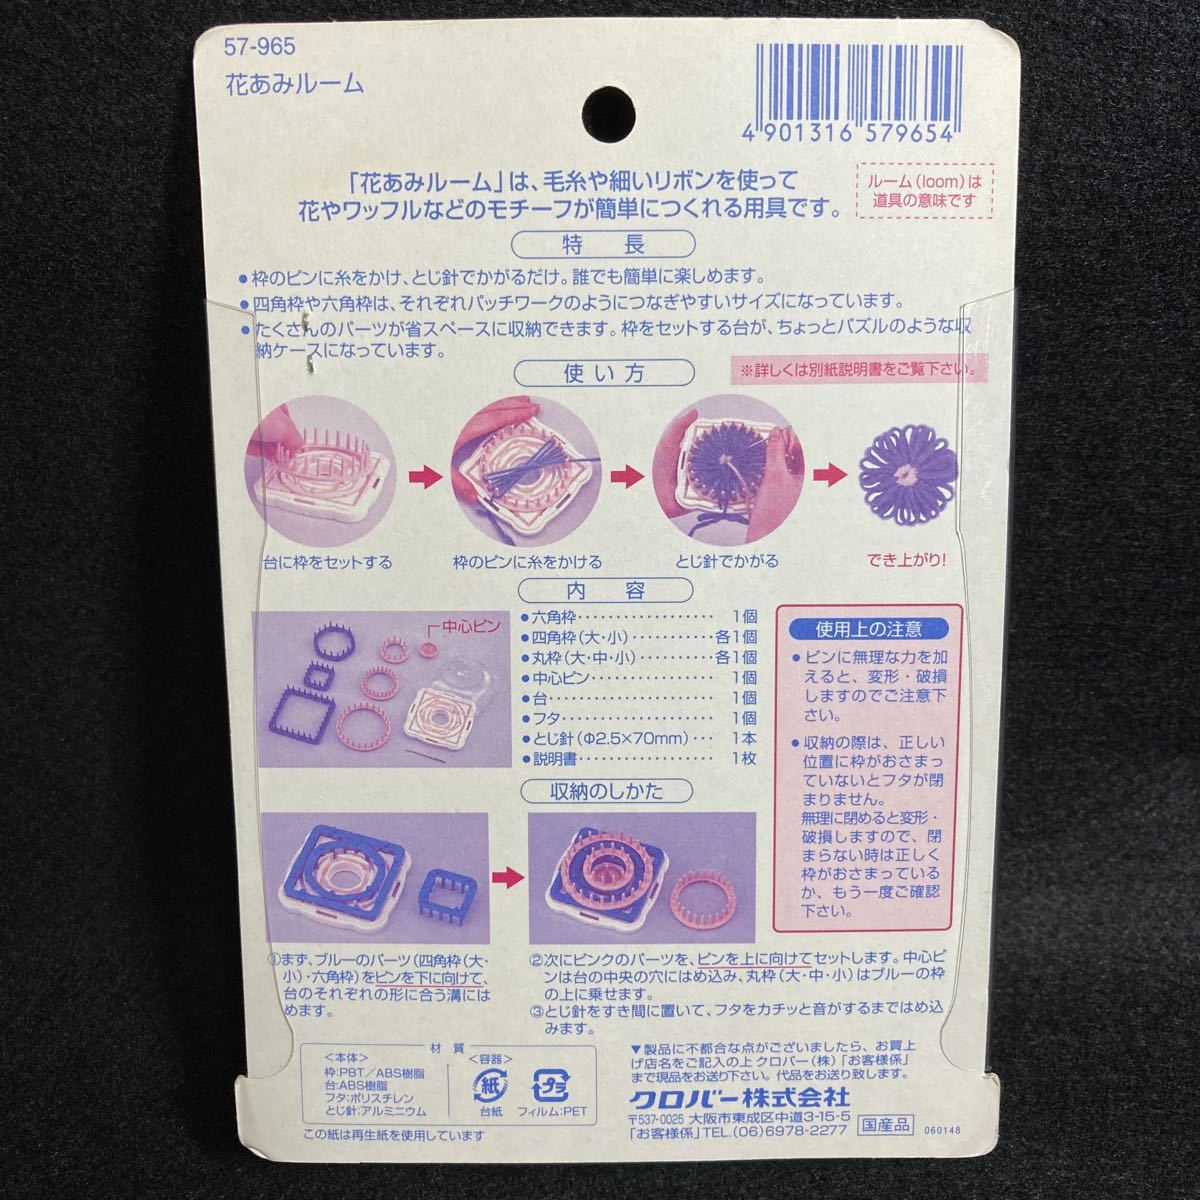 57-965
花あみルーム
4 901316 579654
「花あみルーム」は、毛糸や細いリボンを使って
花やワッフルなどのモチーフが簡単につくれる用具です。
ルーム(loom)は
道具の意味です
特 長
●枠のピンに糸をかけ、とじ針でかがるだけ。誰でも簡単に楽しめます。
●四角枠や六角枠は、それぞれパッチワークのようにつなぎやすいサイズになっています。
●たくさんのパーツが省スペースに収納できます。枠をセットする台が、ちょっとパズルのような収
納ケースになっています。
使い方
※詳しくは別紙説明書をご覧下さい。
台に枠をセットする
枠のピンに糸をかける
とじ針でかがる
でき上がり!
内 容
中心ピン
●六角枠………………1個
●四角枠(大・小)…………各1個
●丸枠(大・中・小)…………各1個
●中心ピン………………1個
●台………………1個
●フタ………………1個
●とじ針(Φ2.5×70mm)…1本
●説明書………………1枚
使用上の注意
●ピンに無理な力を加
えると、変形・破損
しますのでご注意下
さい。
●収納の際は、正しい
位置に枠がおさまっ
ていないとフタが閉
まりません。
無理に閉めると変形・
破損しますので、閉
まらない時は正しく
枠がおさまっている
か、もう一度ご確認
下さい。
収納のしかた
①まず、ブルーのパーツ(四角枠(大・
小)・六角枠)をピンを下に向けて、
台のそれぞれの形に合う溝には
めます。
②次にピンクのパーツを、ピンを上に向けてセットします。中心ピ
ンは台の中央の穴にはめ込み、丸枠(大・中・小)はブルーの枠
の上に乗せます。
③とじ針をすき間に置いて、フタをカチッと音がするまではめ込
みます。
材 質
<本体>
枠:PBT/ABS樹脂
台:ABS樹脂
フタ:ポリスチレン
とじ針:アルミニウム
<容器>
紙
台紙
プラ
フィルム:PET
この紙は再生紙を使用しています
▼製品に不都合な点がございましたら、お買上
げ店名をご記入の上 クロバー(株)「お客様係」
まで現品をお送り下さい。代品をお送り致します。
クロバー株式会社
〒537-0025 大阪市東成区中道3-15-5
「お客様係」TEL.(06)6978-2277
国産品
060148